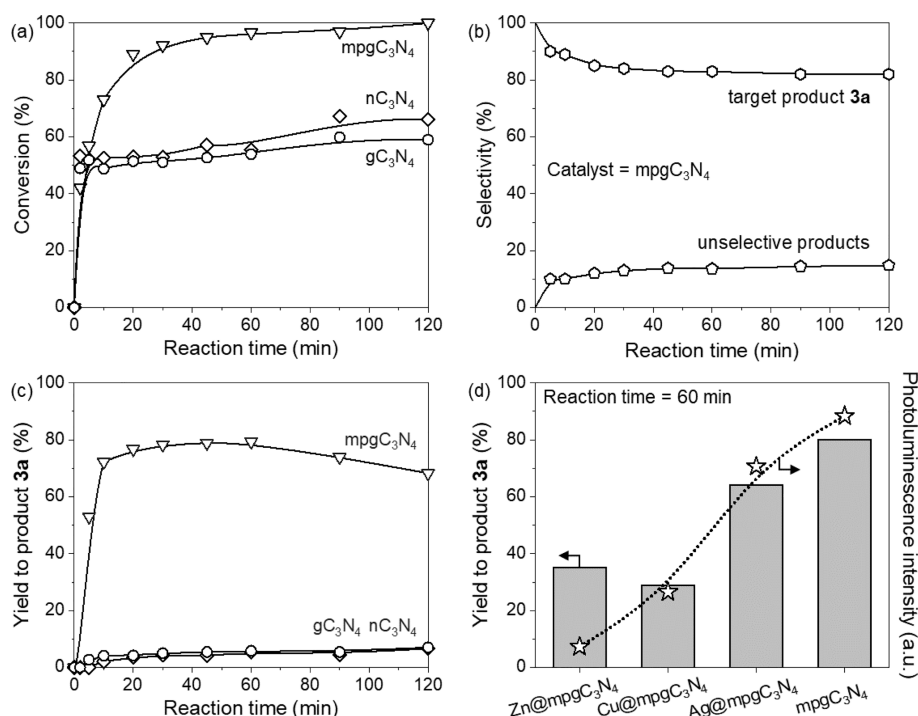 (a)
mpgC₃N₄
nC₃N₄
gC₃N₄
Conversion (%)
100
80
60
40
20
0
0 20 40 60 80 100 120
Reaction time (min)
(b)
target product 3a
Catalyst = mpgC₃N₄
unselective products
Selectivity (%)
100
80
60
40
20
0
0 20 40 60 80 100 120
Reaction time (min)
(c)
mpgC₃N₄
gC₃N₄ nC₃N₄
Yield to product 3a (%)
100
80
60
40
20
0
0 20 40 60 80 100 120
Reaction time (min)
(d)
Reaction time = 60 min
Yield to product 3a (%)
100
80
60
40
20
0
Zn@mpgC₃N₄ Cu@mpgC₃N₄ Ag@mpgC₃N₄ mpgC₃N₄
Photoluminescence
intensity (a.u.)